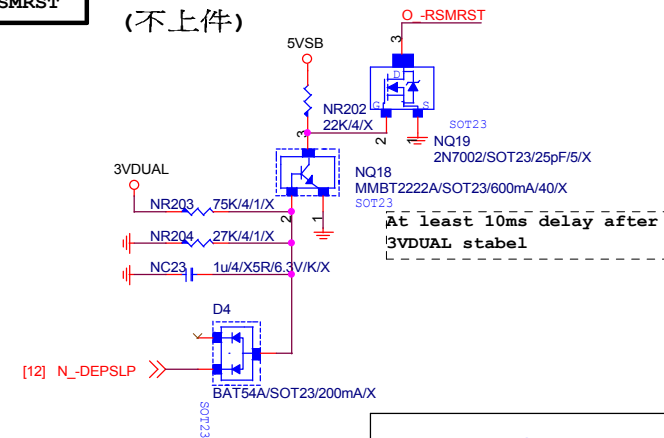 SMRST
(不上件)
O_-RSMRST
5VSB
3
D
G
S
NR202
22K/4/X
2
1
SOT23
NQ19
2N7002/SOT23/25pF/5/X
3
3VDUAL
NQ18
MMBT2222A/SOT23/600mA/40/X
SOT23
NR203 75K/4/1/X
2
1
At least 10ms delay after
3VDUAL stabel
NR204 27K/4/1/X
NC23 1u/4/X5R/6.3V/K/X
D4
[12] N_-DEPSLP
BAT54A/SOT23/200mA/X
SOT23